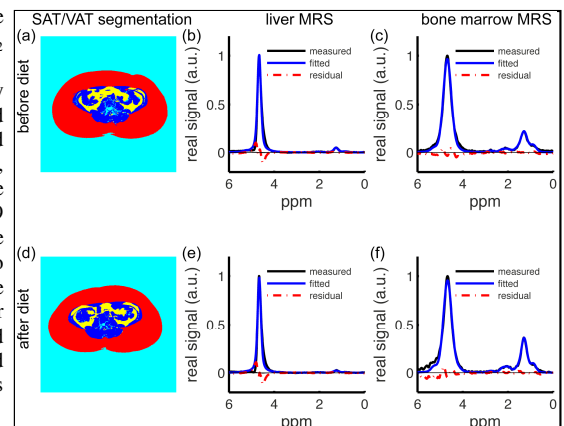 SAT/VAT segmentation
liver MRS
bone marrow MRS
(a)
(b)
(c)
before diet
real signal (a.u.)
1
0.5
0
6
4
2
0
ppm
measured
fitted
residual
real signal (a.u.)
1
0.5
0
6
4
2
0
ppm
measured
fitted
residual
(d)
(e)
(f)
after diet
real signal (a.u.)
1
0.5
0
6
4
2
0
ppm
measured
fitted
residual
real signal (a.u.)
1
0.5
0
6
4
2
0
ppm
measured
fitted
residual